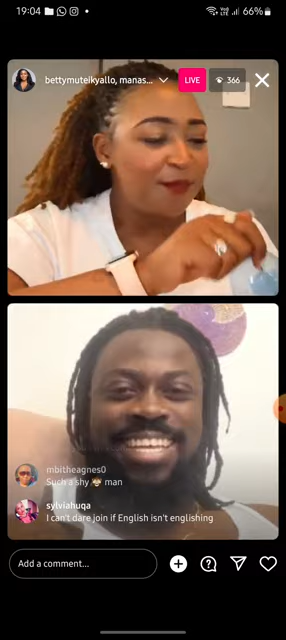 19:04
66%
bettymuteikyallo, manas...
LIVE
366
mbitheagnes0
Such a shy man
sylviahuqa
I can't dare join if English isn't englishing
Add a comment...